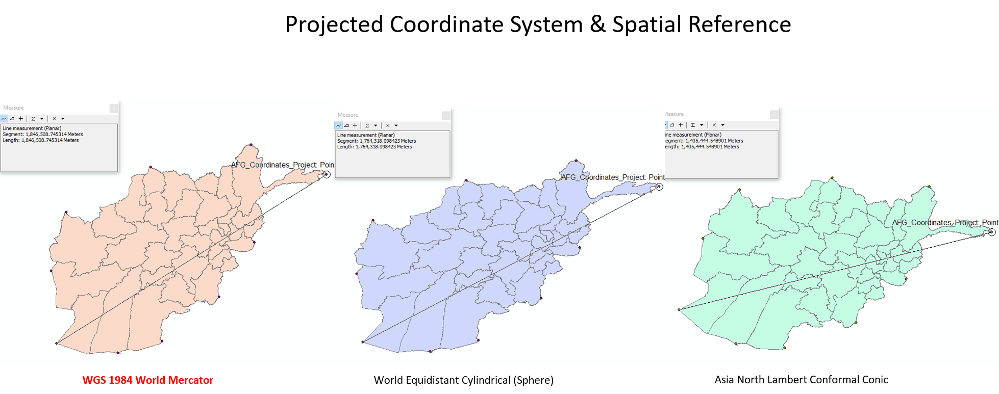 Projected Coordinate System & Spatial Reference
Measure
Line measurement (Planar)
Segment: 1,846,508.745314 Meters
Length: 1,846,508.745314 Meters
AFG_Coordinates_Project: Poin
WGS 1984 World Mercator
Measure
Line measurement (Planar)
Segment: 1,764,318.098423 Meters
Length: 1,764,318.098423 Meters
AFG_Coordinates_Project: Point
World Equidistant Cylindrical (Sphere)
Measure
ine measurement (Planar)
Segment: 1,405,444.548901 Meters
ength: 1,405,444.548901 Meters
AFG_Coordinates_Project: Point
Asia North Lambert Conformal Conic